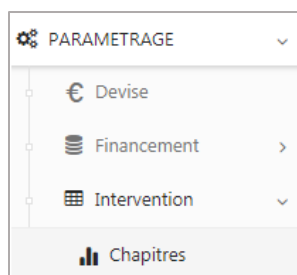 PARAMETRAGE
Devise
Financement
Intervention
Chapitres